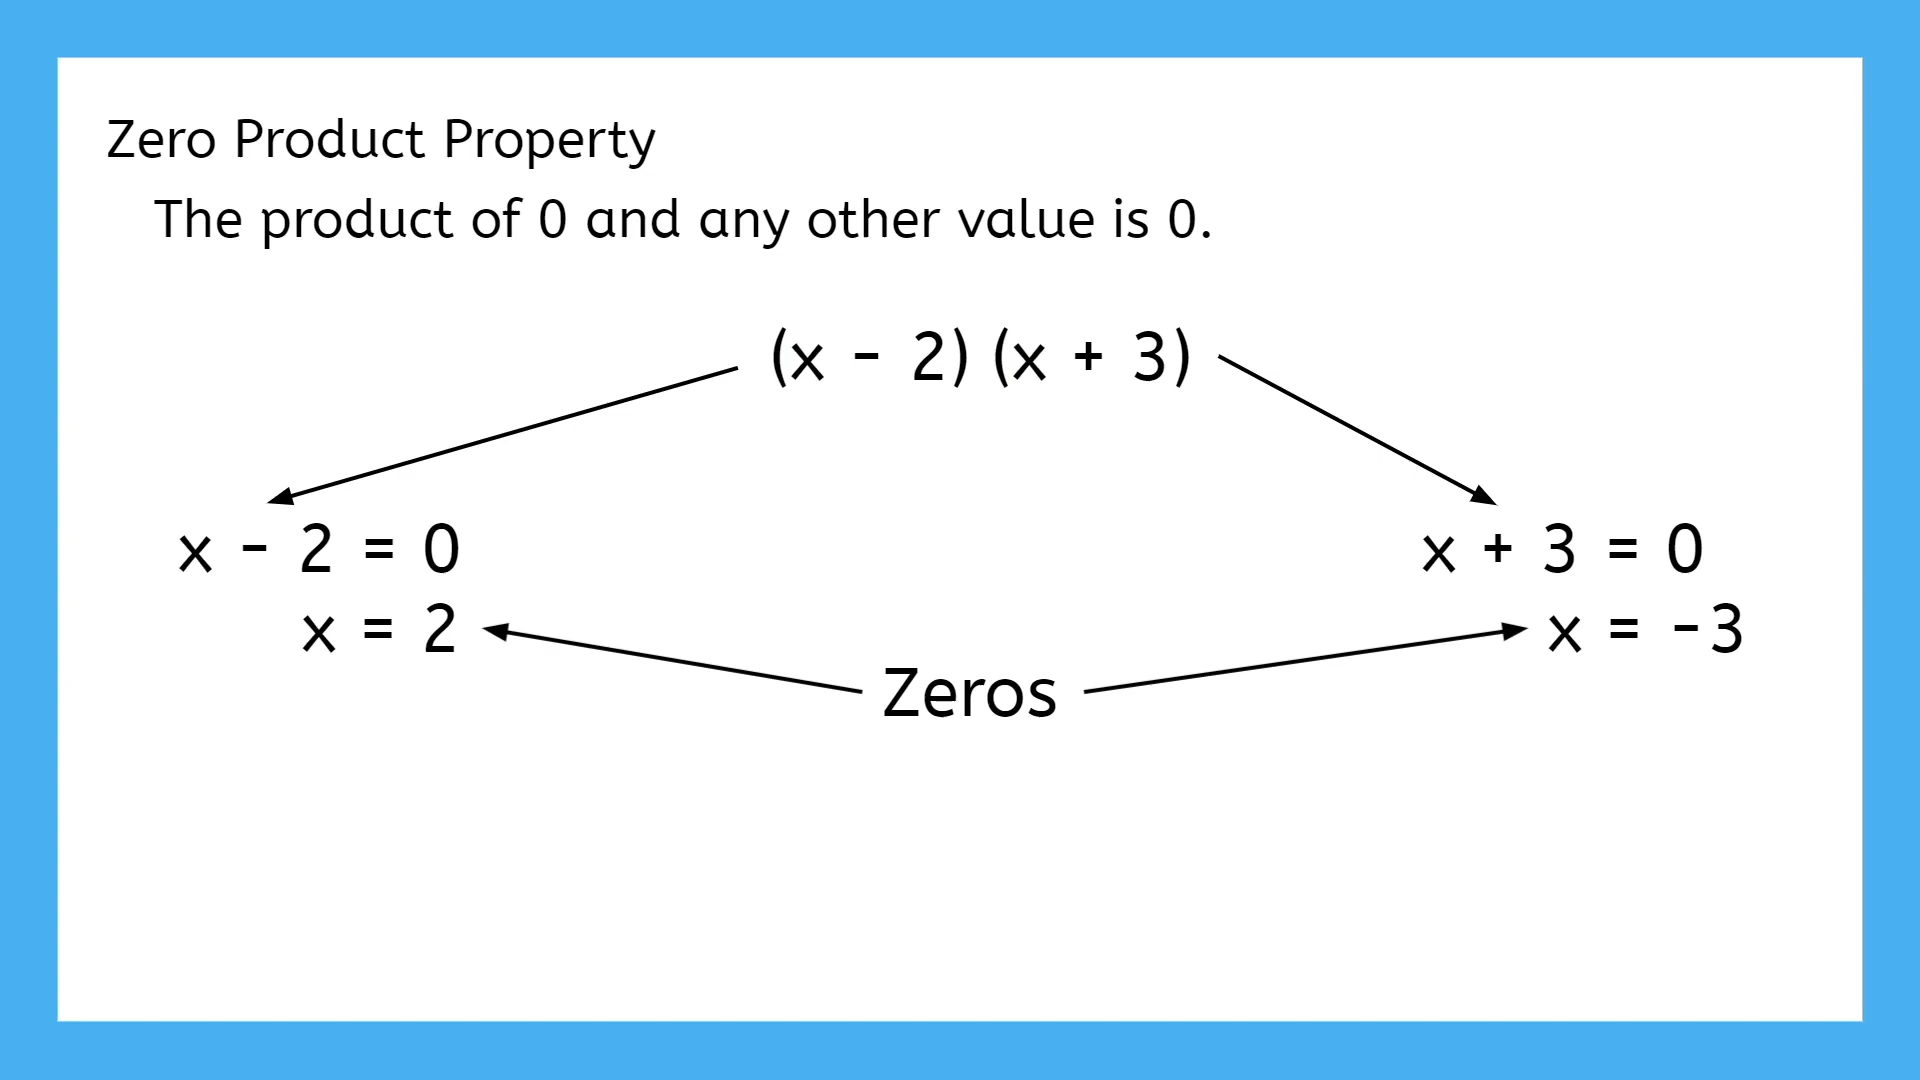 Zero Product Property
The product of 0 and any other value is 0.
(x - 2) (x + 3)
x - 2 = 0
x = 2
x + 3 = 0
x = -3
Zeros